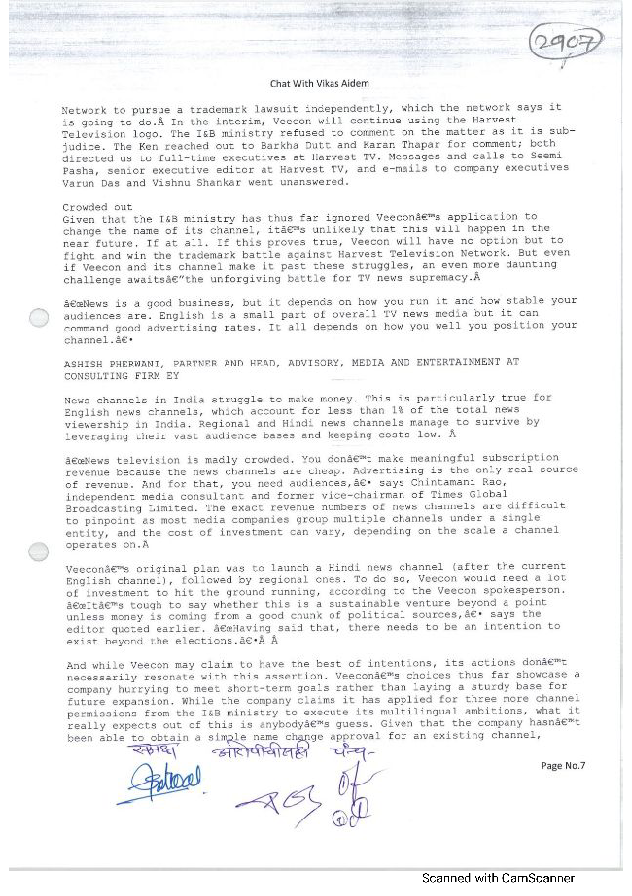 2907
Chat With Vikas Aidem
Network to pursue a trademark lawsuit independently, which the network says it
is going to do.Â In the interim, Veecon will continue using the Harvest
Television logo. The I&B ministry refused to comment on the matter as it is sub-
judice. The Ken reached out to Barkha Dutt and Karan Thapar for comment; both
directed us to full-time executives at Harvest TV. Messages and calls to Seemi
Pasha, senior executive editor at Harvest TV, and e-mails to company executives
Varun Das and Vishnu Shankar went unanswered.
Crowded out
Given that the I&B ministry has thus far ignored Veeconâ€™s application to
change the name of its channel, itâ€™s unlikely that this will happen in the
near future. If at all. If this proves true, Veecon will have no option but to
fight and win the trademark battle against Harvest Television Network. But even
if Veecon and its channel make it past these struggles, an even more daunting
challenge awaitsâ€”the unforgiving battle for TV news supremacy.Â
â€œNews is a good business, but it depends on how you run it and how stable your
audiences are. English is a small part of overall TV news media but it can
command good advertising rates. It all depends on how you well you position your
channel.â€•
ASHISH PHERWANI, PARTNER AND HEAD, ADVISORY, MEDIA AND ENTERTAINMENT AT
CONSULTING FIRM EY
News channels in India struggle to make money. This is particularly true for
English news channels, which account for less than 1% of the total news
viewership in India. Regional and Hindi news channels manage to survive by
leveraging their vast audience bases and keeping costs low. Â
â€œNews television is madly crowded. You donâ€™t make meaningful subscription
revenue because the news channels are cheap. Advertising is the only real source
of revenue. And for that, you need audiences,â€• says Chintamani Rao,
independent media consultant and former vice-chairman of Times Global
Broadcasting Limited. The exact revenue numbers of news channels are difficult
to pinpoint as most media companies group multiple channels under a single
entity, and the cost of investment can vary, depending on the scale a channel
operates on.Â
Veeconâ€™s original plan was to launch a Hindi news channel (after the current
English channel), followed by regional ones. To do so, Veecon would need a lot
of investment to hit the ground running, according to the Veecon spokesperson.
â€œItâ€™s tough to say whether this is a sustainable venture beyond a point
unless money is coming from a good chunk of political sources,â€• says the
editor quoted earlier. â€œHaving said that, there needs to be an intention to
exist beyond the elections.â€•Â Â
And while Veecon may claim to have the best of intentions, its actions donâ€™t
necessarily resonate with this assertion. Veeconâ€™s choices thus far showcase a
company hurrying to meet short-term goals rather than laying a sturdy base for
future expansion. While the company claims it has applied for three more channel
permissions from the I&B ministry to execute its multilingual ambitions, what it
really expects out of this is anybodyâ€™s guess. Given that the company hasnâ€™t
been able to obtain a simple name change approval for an existing channel,
समक्ष आरोपीची सही पंच-
Page No.7
Scanned with CamScanner